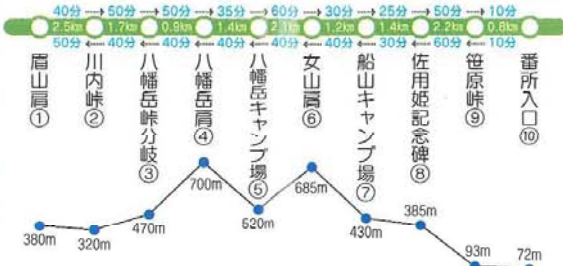 40分 → 50分 → 50分 → 35分 → 60分 → 30分 → 25分 → 50分 → 10分
2.5km 1.7km 0.9km 1.4km 2.1km 1.2km 1.4km 2.2km 0.8km
50分 ← 40分 ← 40分 ← 40分 ← 40分 ← 40分 ← 30分 ← 60分 ← 10分
眉山肩①
川内峠②
八幡岳峠分岐③
八幡岳肩④
八幡岳キャンプ場⑤
女山肩⑥
船山キャンプ場⑦
佐用姫記念碑⑧
笹原峠⑨
番所入口⑩
380m
320m
470m
700m
620m
685m
430m
385m
93m
72m